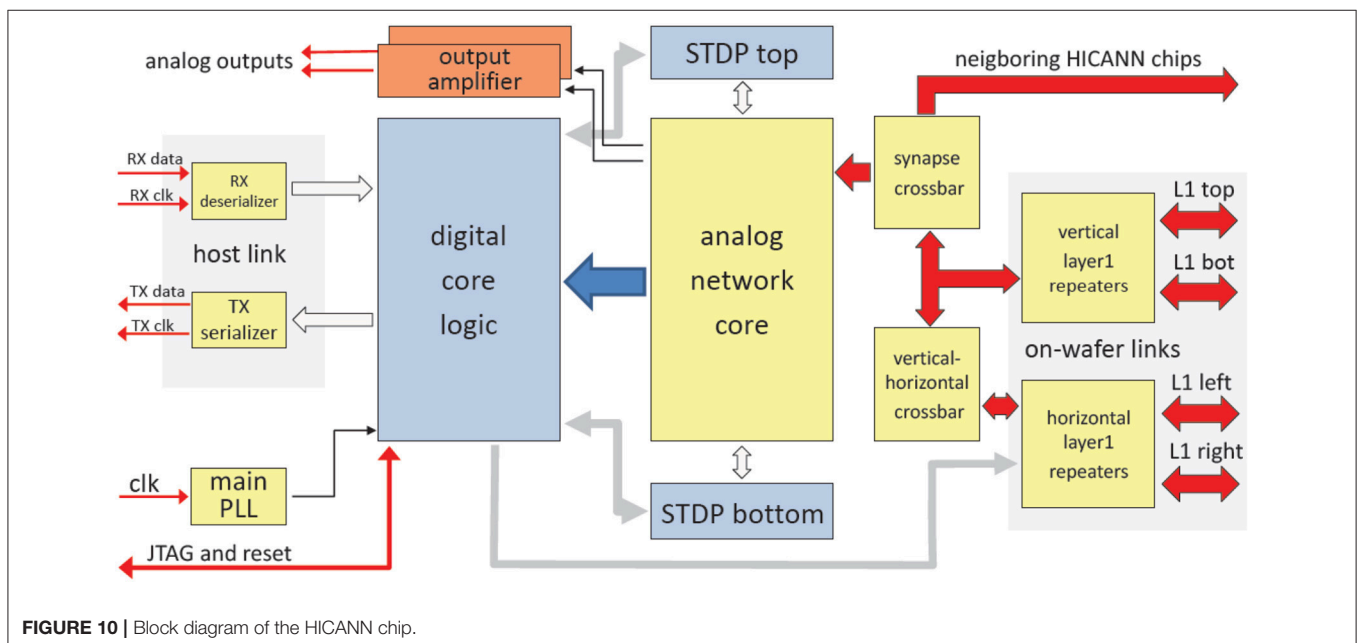 analog outputs
output
amplifier
STDP top
neigboring HICANN chips
RX data
RX clk
RX
deserializer
host link
TX data
TX clk
TX
serializer
digital
core
logic
analog
network
core
synapse
crossbar
vertical-
horizontal
crossbar
vertical
layer1
repeaters
L1 top
L1 bot
on-wafer links
horizontal
layer1
repeaters
L1 left
L1 right
clk
main
PLL
JTAG and reset
STDP bottom
FIGURE 10 | Block diagram of the HICANN chip.